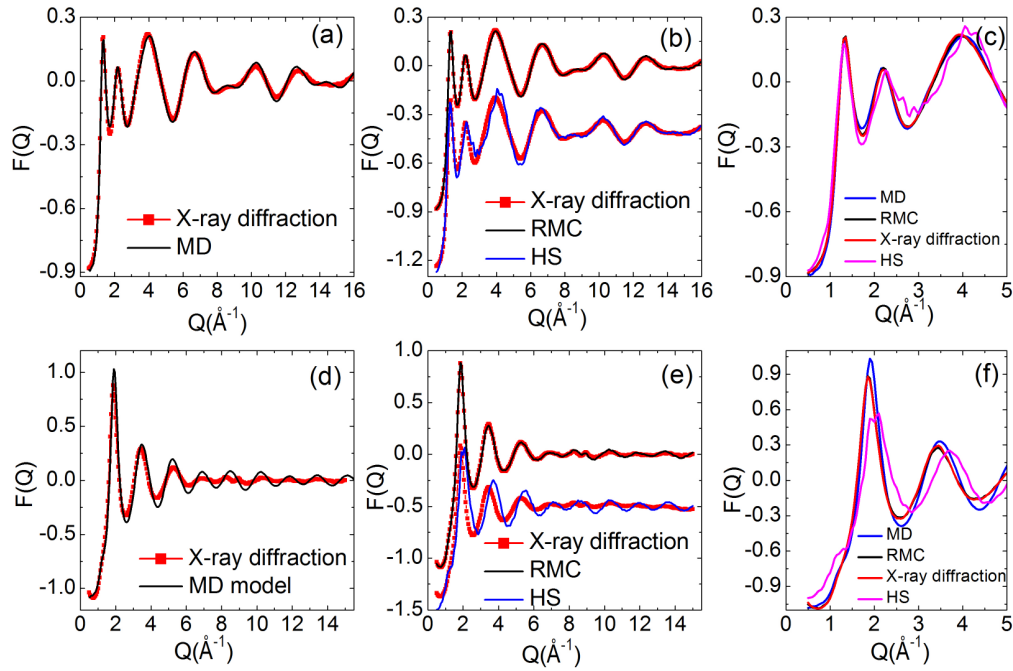 (a)
0.3
0.0
-0.3
-0.6
-0.9
F(Q)
X-ray diffraction
MD
0 2 4 6 8 10 12 14 16
Q(Å⁻¹)
(b)
0.3
0.0
-0.3
-0.6
-0.9
-1.2
F(Q)
X-ray diffraction
RMC
HS
0 2 4 6 8 10 12 14 16
Q(Å⁻¹)
(c)
0.3
0.0
-0.3
-0.6
-0.9
F(Q)
MD
RMC
X-ray diffraction
HS
0 1 2 3 4 5
Q(Å⁻¹)
(d)
1.0
0.5
0.0
-0.5
-1.0
F(Q)
X-ray diffraction
MD model
0 2 4 6 8 10 12 14
Q(Å⁻¹)
(e)
1.0
0.5
0.0
-0.5
-1.0
-1.5
F(Q)
X-ray diffraction
RMC
HS
0 2 4 6 8 10 12 14
Q(Å⁻¹)
(f)
0.9
0.6
0.3
0.0
-0.3
-0.6
-0.9
F(Q)
MD
RMC
X-ray diffraction
HS
0 1 2 3 4 5
Q(Å⁻¹)